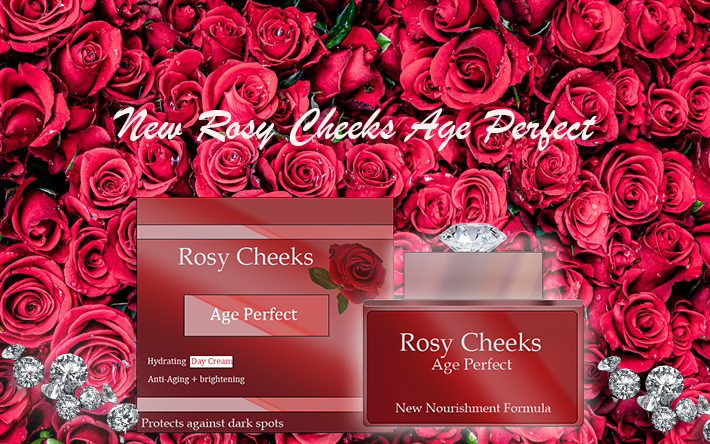 New Rosy Cheeks Age Perfect
Rosy Cheeks
Age Perfect
Hydrating Day Cream
Anti-Aging + brightening
Protects against dark spots
Rosy Cheeks
Age Perfect
New Nourishment Formula